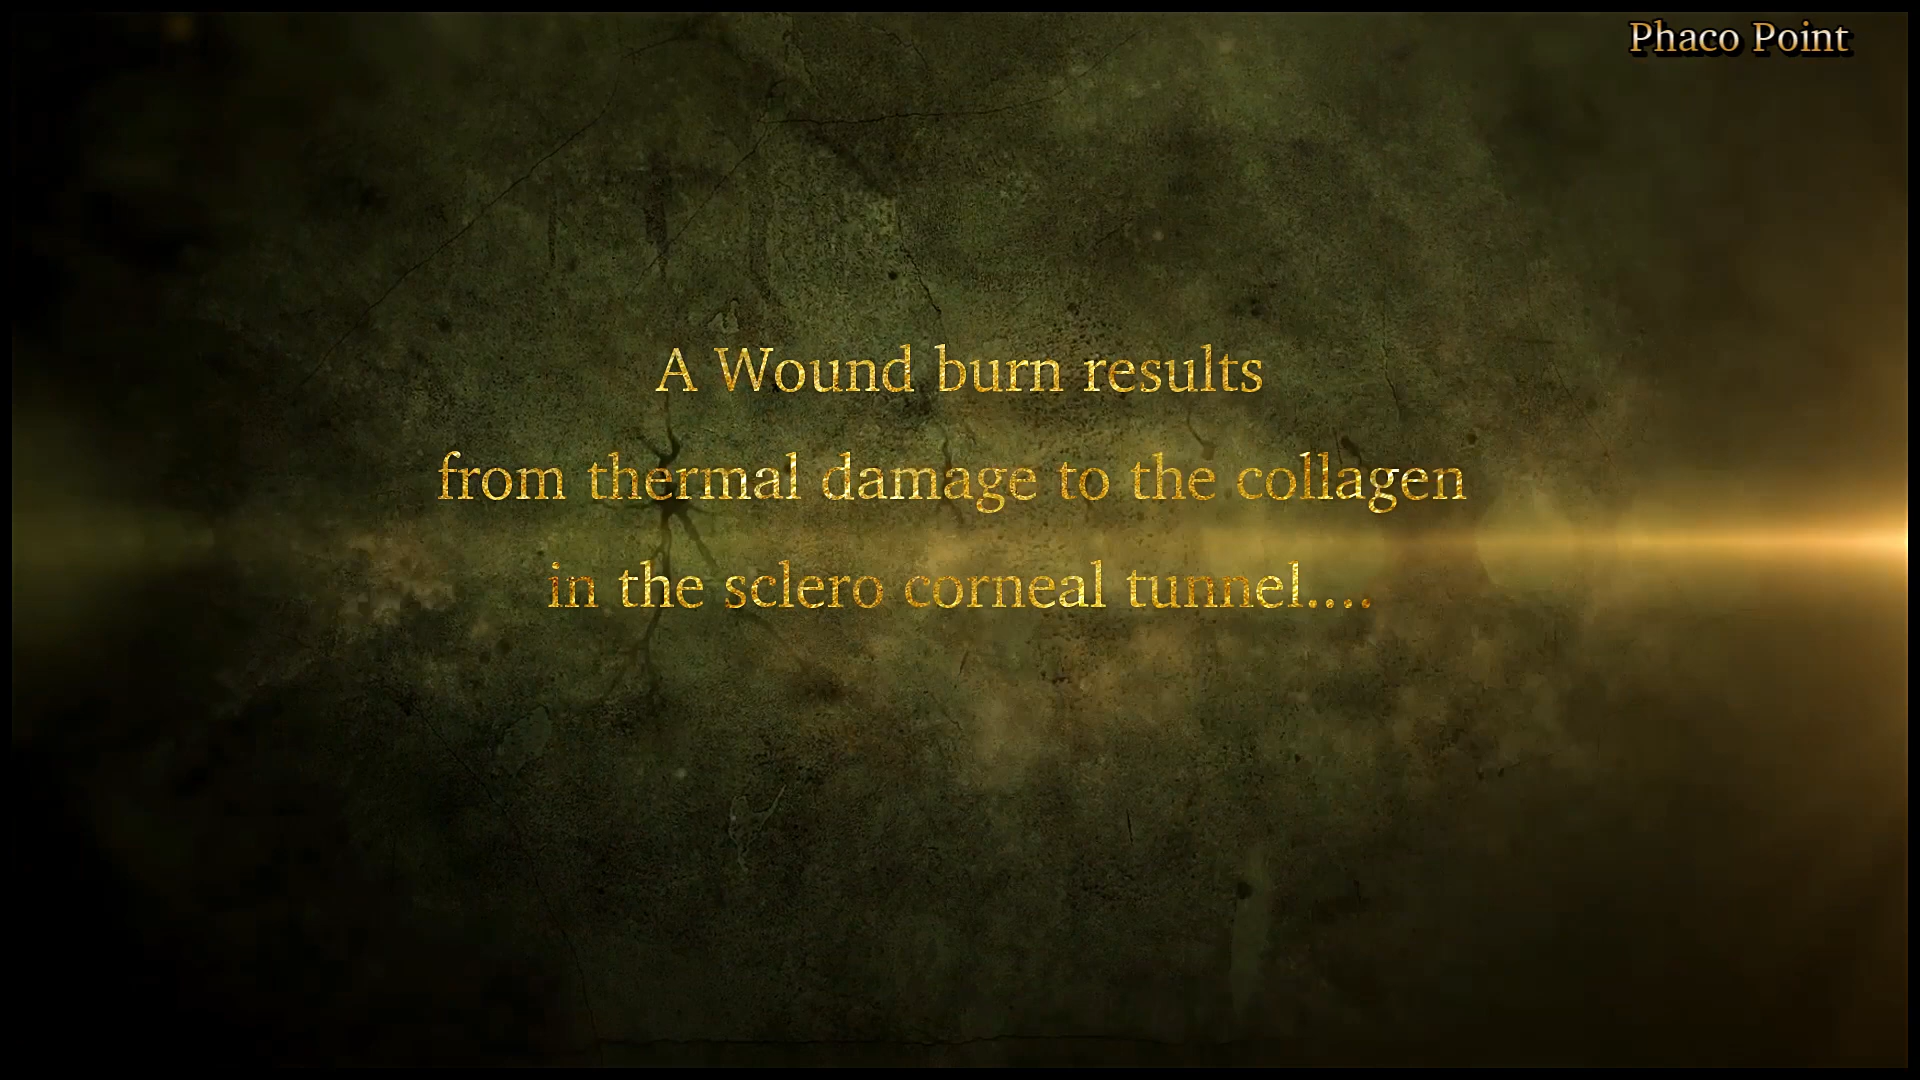 Phaco Point
A Wound burn results
from thermal damage to the collagen
in the sclero corneal tunnel....